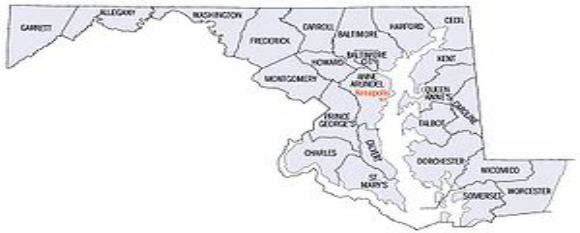 GARRETT
ALLEGANY
WASHINGTON
FREDERICK
CARROLL
BALTIMORE
HARFORD
CECIL
BALTIMORE
CITY
HOWARD
KENT
MONTGOMERY
ANNE
ARUNDEL
Annapolis
QUEEN
ANNE'S
CAROLINE
PRINCE
GEORGE'S
TALBOT
CHARLES
CALVERT
DORCHESTER
ST.
MARY'S
WICOMICO
SOMERSET
WORCESTER